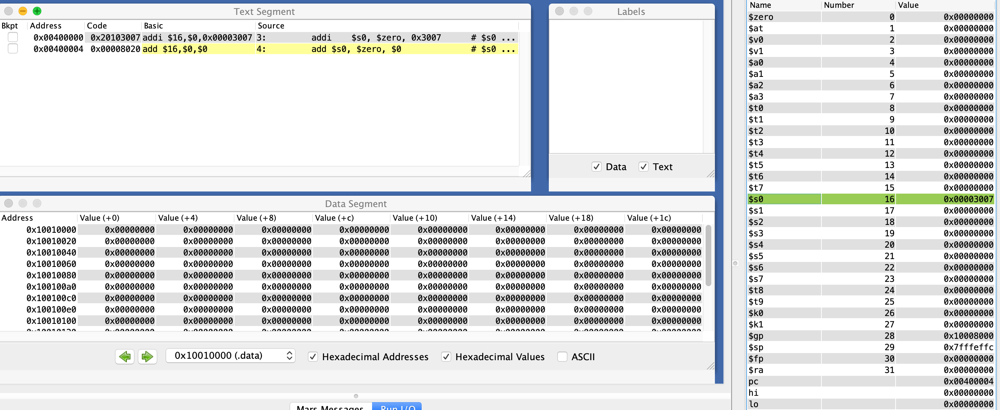 Text Segment
Bkpt Address Code Basic Source
0x00400000 0x20103007 addi $16,$0,0x00003007 3: addi $s0, $zero, 0x3007 # $s0 ...
0x00400004 0x00008020 add $16,$0,$0 4: add $s0, $zero, $0 # $s0 ...
Labels
Data Text
Data Segment
Address Value (+0) Value (+4) Value (+8) Value (+c) Value (+10) Value (+14) Value (+18) Value (+1c)
0x10010000 0x00000000 0x00000000 0x00000000 0x00000000 0x00000000 0x00000000 0x00000000 0x00000000
0x10010020 0x00000000 0x00000000 0x00000000 0x00000000 0x00000000 0x00000000 0x00000000 0x00000000
0x10010040 0x00000000 0x00000000 0x00000000 0x00000000 0x00000000 0x00000000 0x00000000 0x00000000
0x10010060 0x00000000 0x00000000 0x00000000 0x00000000 0x00000000 0x00000000 0x00000000 0x00000000
0x10010080 0x00000000 0x00000000 0x00000000 0x00000000 0x00000000 0x00000000 0x00000000 0x00000000
0x100100a0 0x00000000 0x00000000 0x00000000 0x00000000 0x00000000 0x00000000 0x00000000 0x00000000
0x100100c0 0x00000000 0x00000000 0x00000000 0x00000000 0x00000000 0x00000000 0x00000000 0x00000000
0x100100e0 0x00000000 0x00000000 0x00000000 0x00000000 0x00000000 0x00000000 0x00000000 0x00000000
0x10010100 0x00000000 0x00000000 0x00000000 0x00000000 0x00000000 0x00000000 0x00000000 0x00000000
0x10010000 (.data) Hexadecimal Addresses Hexadecimal Values ASCII
Mars Messages Run I/O
Name Number Value
$zero 0 0x00000000
$at 1 0x00000000
$v0 2 0x00000000
$v1 3 0x00000000
$a0 4 0x00000000
$a1 5 0x00000000
$a2 6 0x00000000
$a3 7 0x00000000
$t0 8 0x00000000
$t1 9 0x00000000
$t2 10 0x00000000
$t3 11 0x00000000
$t4 12 0x00000000
$t5 13 0x00000000
$t6 14 0x00000000
$t7 15 0x00000000
$s0 16 0x00003007
$s1 17 0x00000000
$s2 18 0x00000000
$s3 19 0x00000000
$s4 20 0x00000000
$s5 21 0x00000000
$s6 22 0x00000000
$s7 23 0x00000000
$t8 24 0x00000000
$t9 25 0x00000000
$k0 26 0x00000000
$k1 27 0x00000000
$gp 28 0x10008000
$sp 29 0x7fffeffc
$fp 30 0x00000000
$ra 31 0x00000000
pc 0x00400004
hi 0x00000000
lo 0x00000000